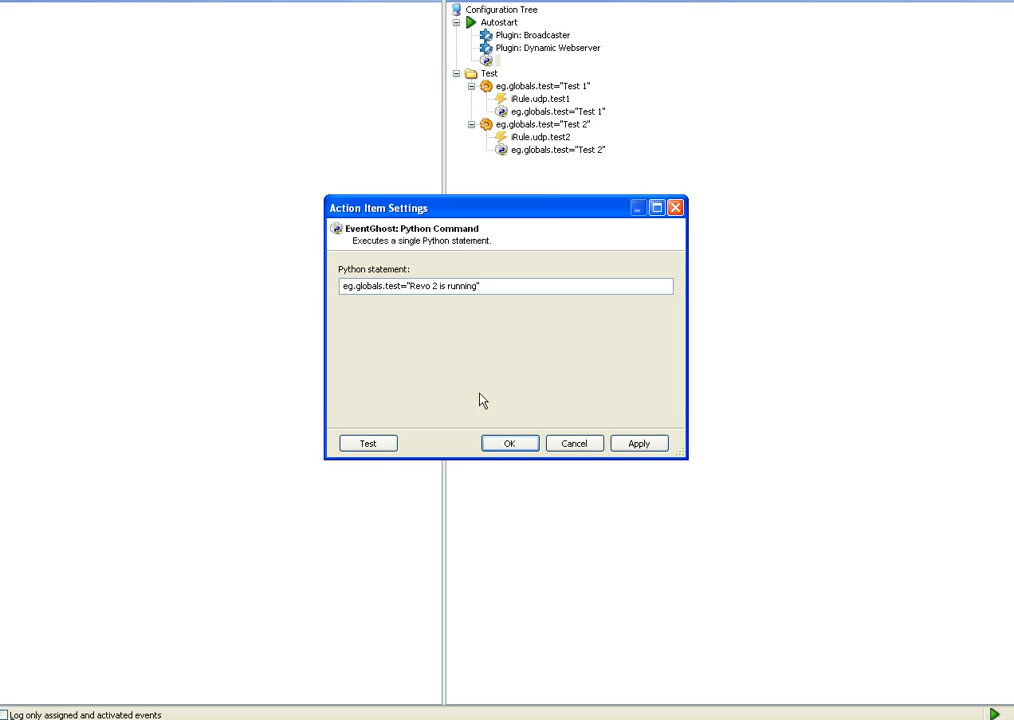 Configuration Tree
Autostart
Plugin: Broadcaster
Plugin: Dynamic Webserver
Test
eg.globals.test="Test 1"
iRule.udp.test1
eg.globals.test="Test 1"
eg.globals.test="Test 2"
iRule.udp.test2
eg.globals.test="Test 2"
Action Item Settings
EventGhost: Python Command
Executes a single Python statement.
Python statement:
eg.globals.test="Revo 2 is running"
Test OK Cancel Apply
Log only assigned and activated events